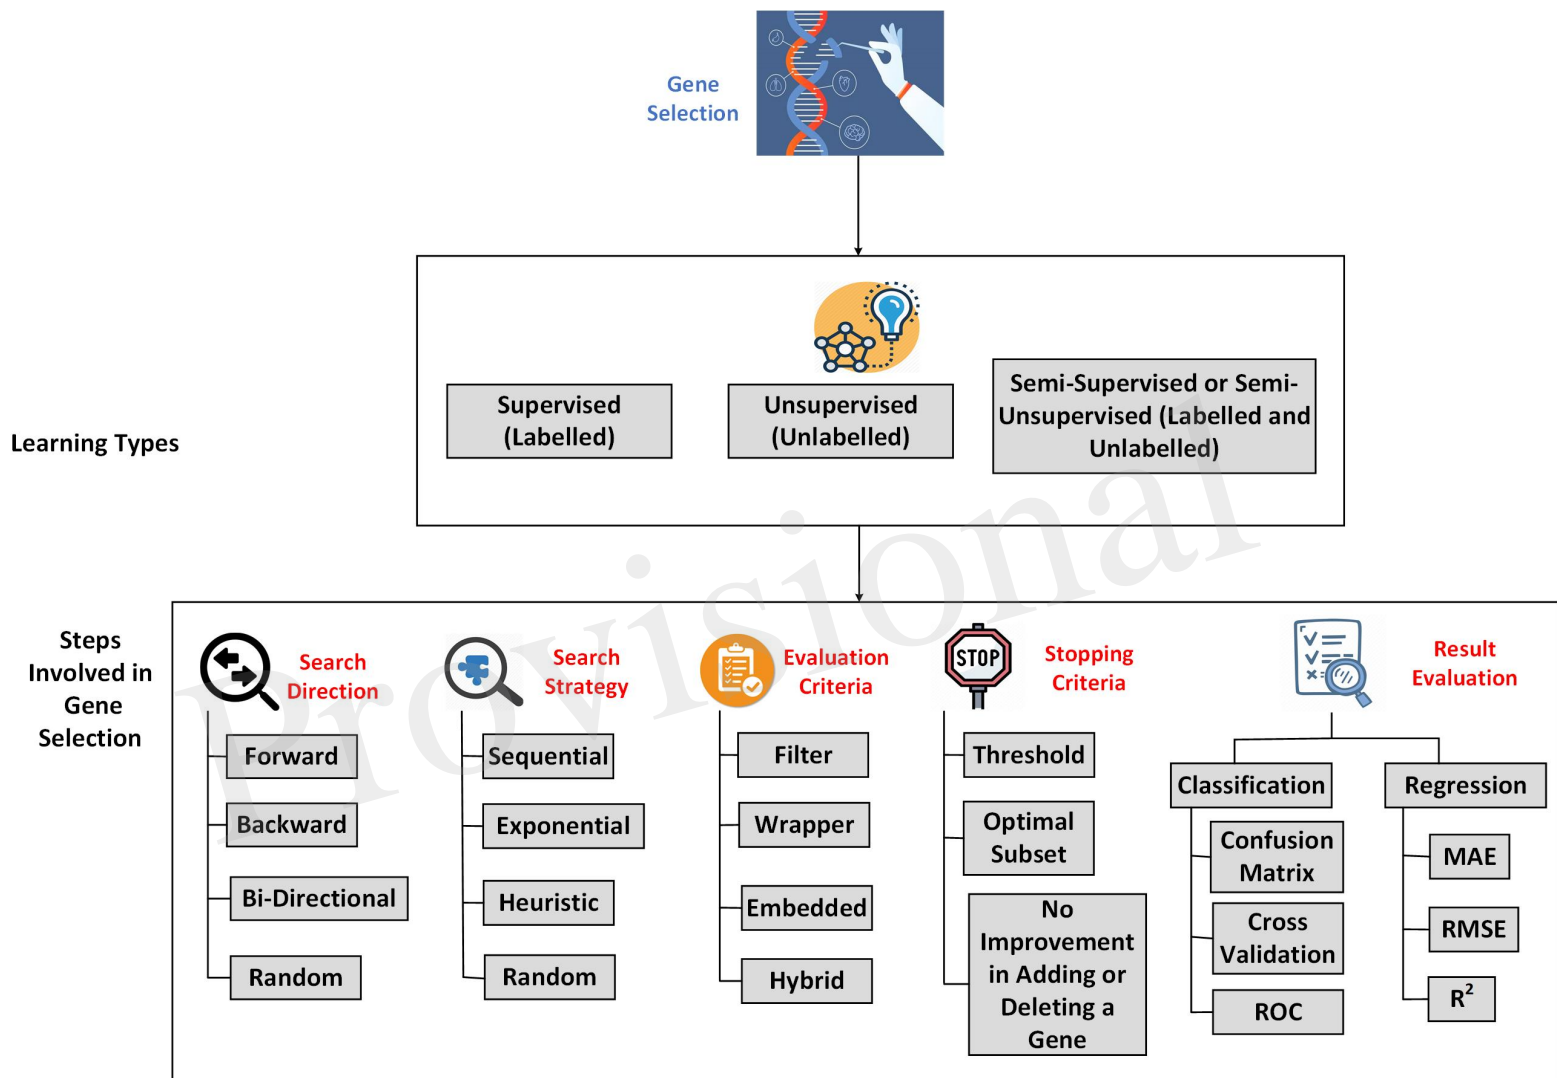 Gene
Selection
Learning Types
Supervised
(Labelled)
Unsupervised
(Unlabelled)
Semi-Supervised or Semi-
Unsupervised (Labelled and
Unlabelled)
Provisional
Steps
Involved in
Gene
Selection
Search
Direction
Forward
Backward
Bi-Directional
Random
Search
Strategy
Sequential
Exponential
Heuristic
Random
Evaluation
Criteria
Filter
Wrapper
Embedded
Hybrid
STOP
Stopping
Criteria
Threshold
Optimal
Subset
No
Improvement
in Adding or
Deleting a
Gene
Result
Evaluation
Classification
Confusion
Matrix
Cross
Validation
ROC
Regression
MAE
RMSE
R²